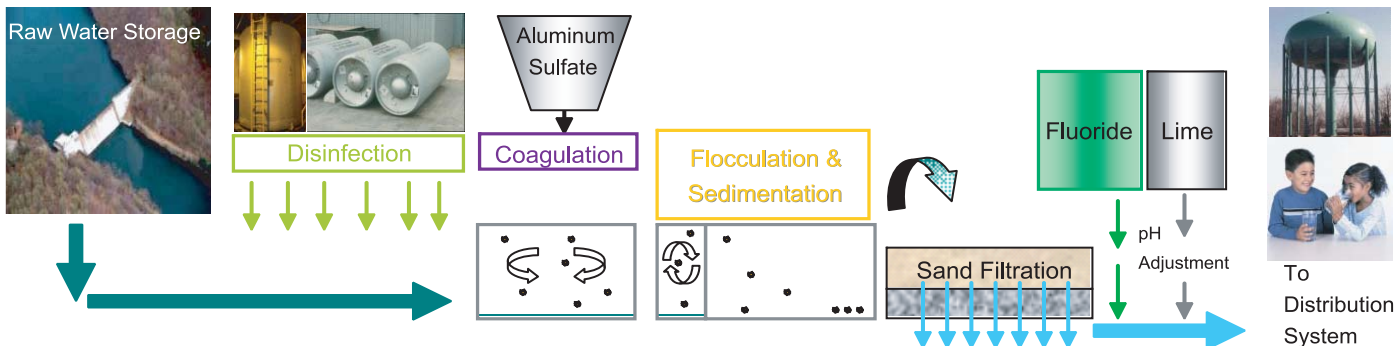 Raw Water Storage
Disinfection
Aluminum
Sulfate
Coagulation
Flocculation &
Sedimentation
Sand Filtration
Fluoride
Lime
pH
Adjustment
To
Distribution
System